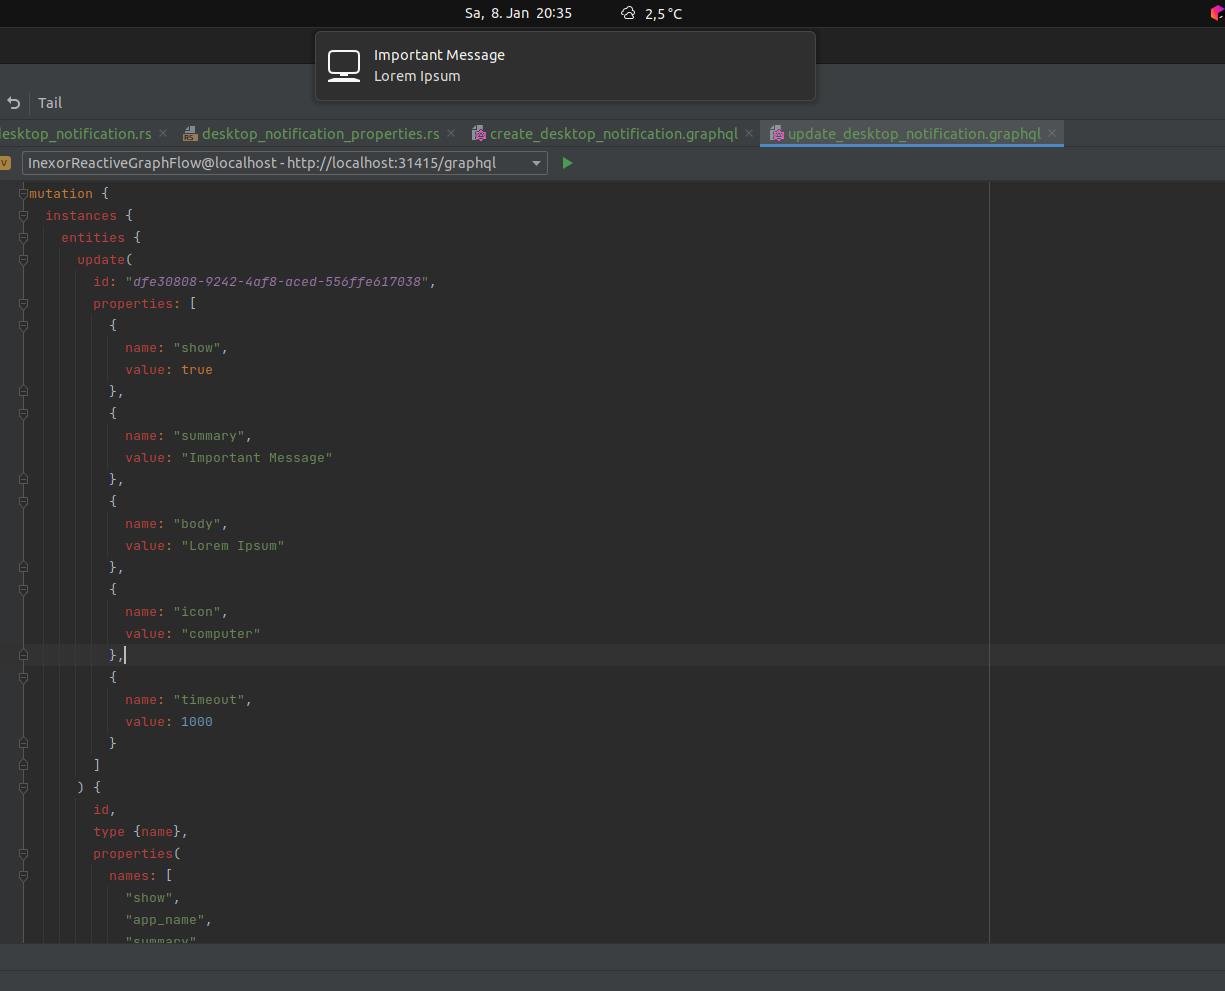 Sa, 8. Jan 20:35 2,5 °C
Important Message
Lorem Ipsum
Tail
desktop_notification.rs desktop_notification_properties.rs create_desktop_notification.graphql update_desktop_notification.graphql
V InexorReactiveGraphFlow@localhost - http://localhost:31415/graphql
mutation {
instances {
entities {
update(
id: "dfe30808-9242-4af8-aced-556ffe617038",
properties: [
{
name: "show",
value: true
},
{
name: "summary",
value: "Important Message"
},
{
name: "body",
value: "Lorem Ipsum"
},
{
name: "icon",
value: "computer"
},
{
name: "timeout",
value: 1000
}
]
) {
id,
type {name},
properties(
names: [
"show",
"app_name",
"summary"